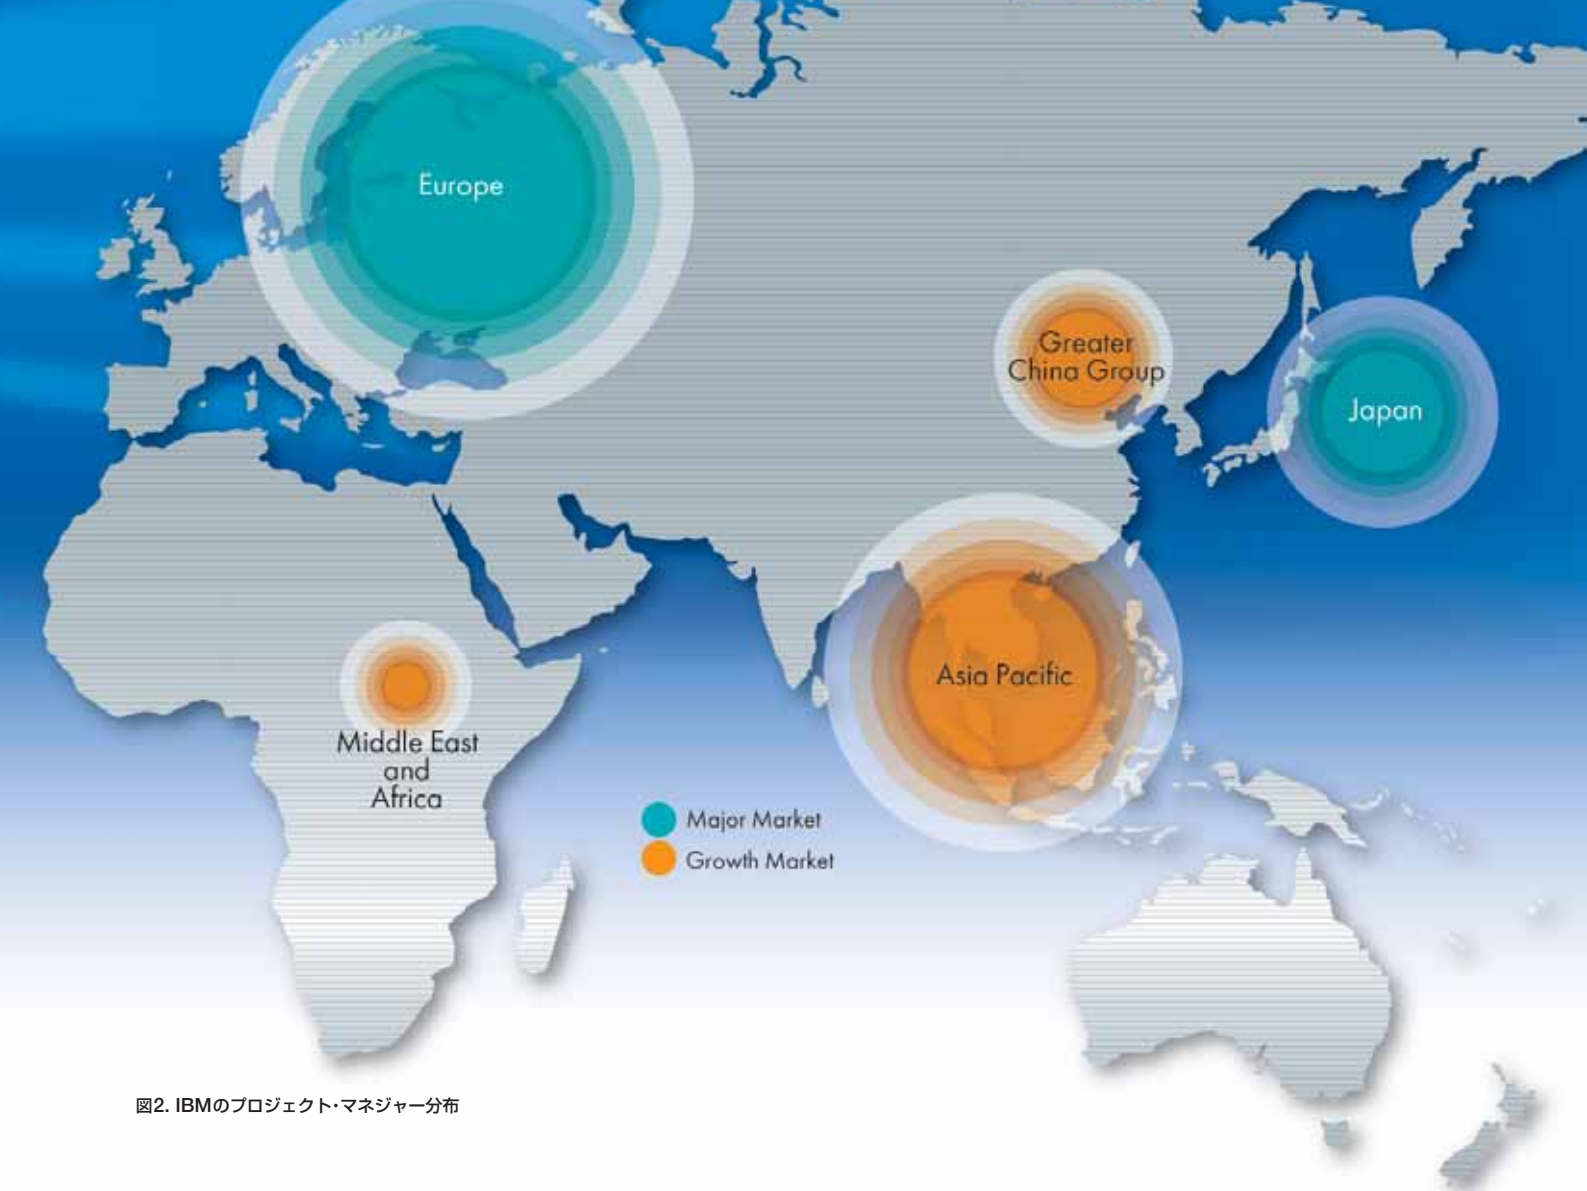 Europe
Greater
China Group
Japan
Asia Pacific
Middle East
and
Africa
Major Market
Growth Market
図2. IBMのプロジェクト・マネジャー分布